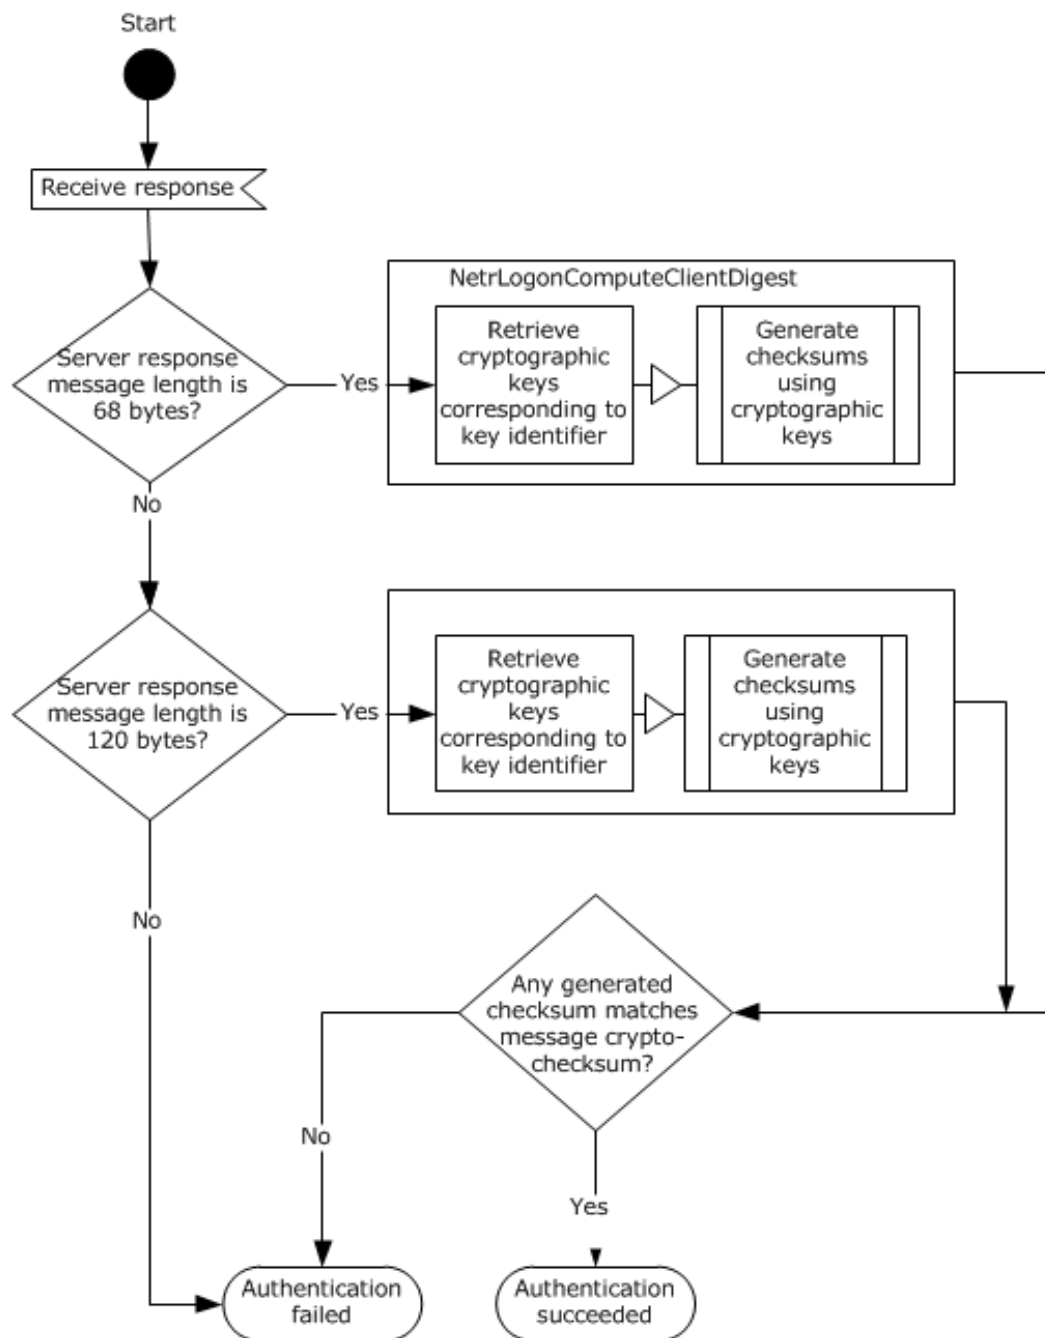 Start
Receive response
Server response
message length is
68 bytes?
Yes
NetrLogonComputeClientDigest
Retrieve
cryptographic
keys
corresponding to
key identifier
Generate
checksums
using
cryptographic
keys
No
Server response
message length is
120 bytes?
Yes
Retrieve
cryptographic
keys
corresponding to
key identifier
Generate
checksums
using
cryptographic
keys
No
Any generated
checksum matches
message crypto-
checksum?
No
Yes
Authentication
failed
Authentication
succeeded